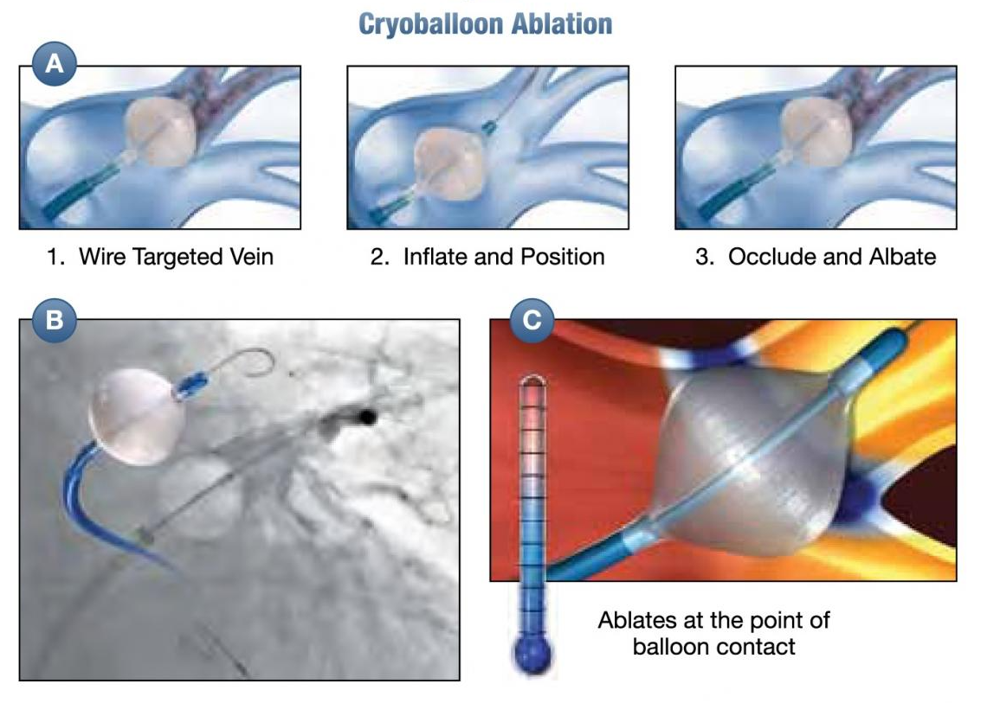 Cryoballoon Ablation
A
1. Wire Targeted Vein
2. Inflate and Position
3. Occlude and Albate
B
C
Ablates at the point of
balloon contact